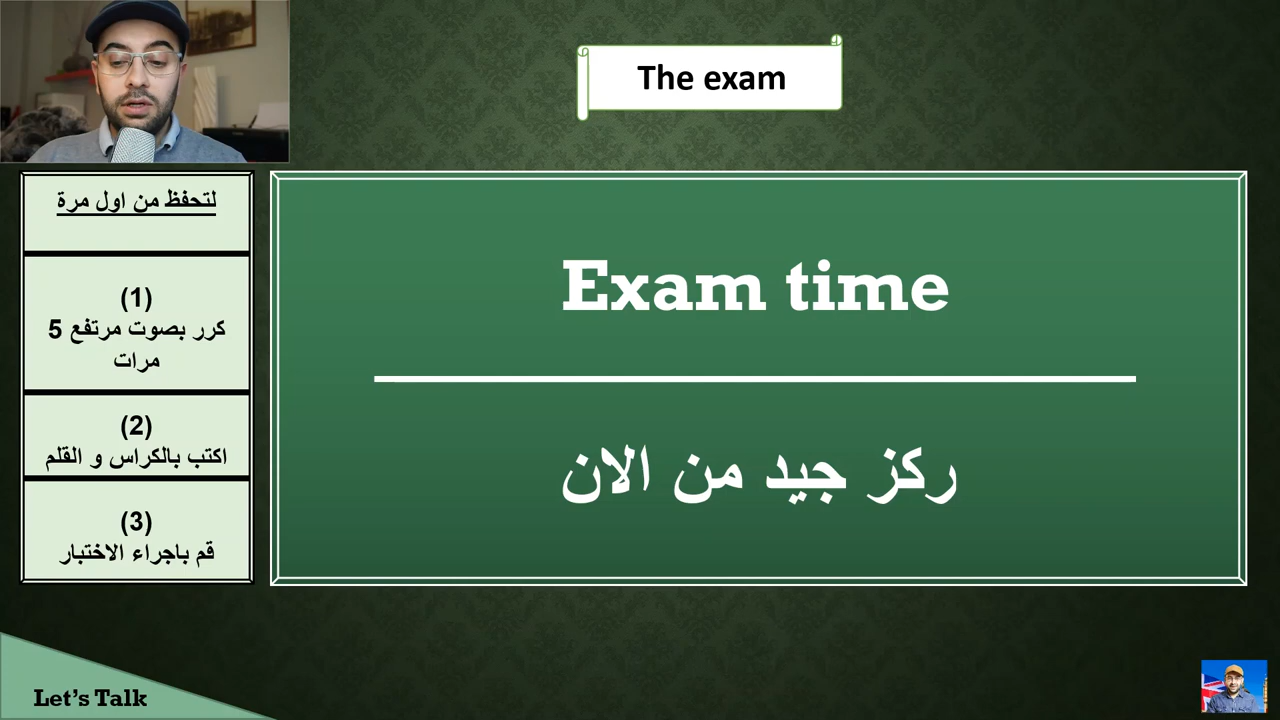 The exam
لتحفظ من اول مرة
(1)
كرر بصوت مرتفع 5
مرات
(2)
اكتب بالكراس و القلم
(3)
قم باجراء الاختبار
Exam time
ركز جيد من الان
Let's Talk